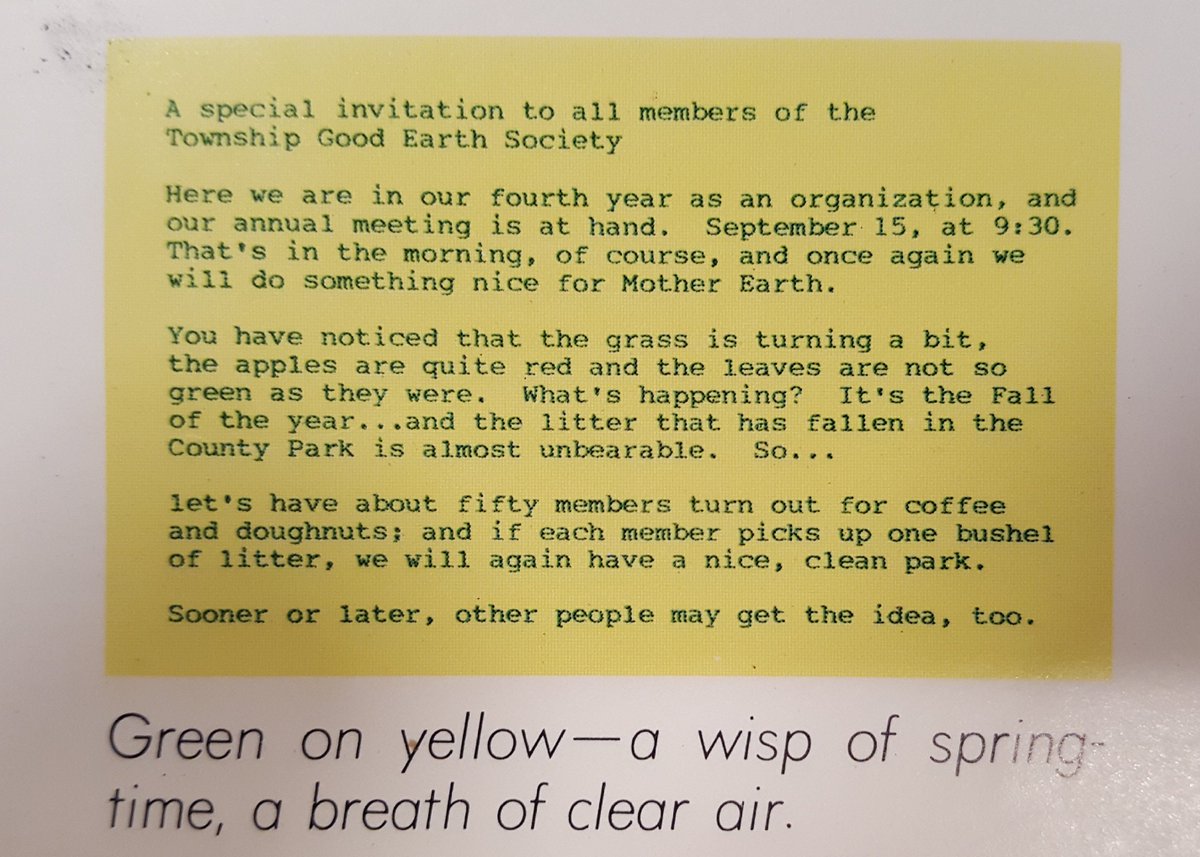 A special invitation to all members of the
Township Good Earth Society
Here we are in our fourth year as an organization, and
our annual meeting is at hand.  September 15, at 9:30.
That's in the morning, of course, and once again we
will do something nice for Mother Earth.
You have noticed that the grass is turning a bit,
the apples are quite red and the leaves are not so
green as they were.  What's happening?  It's the Fall
of the year...and the litter that has fallen in the
County Park is almost unbearable.  So...
let's have about fifty members turn out for coffee
and doughnuts; and if each member picks up one bushel
of litter, we will again have a nice, clean park.
Sooner or later, other people may get the idea, too.
Green on yellow—a wisp of spring-
time, a breath of clear air.